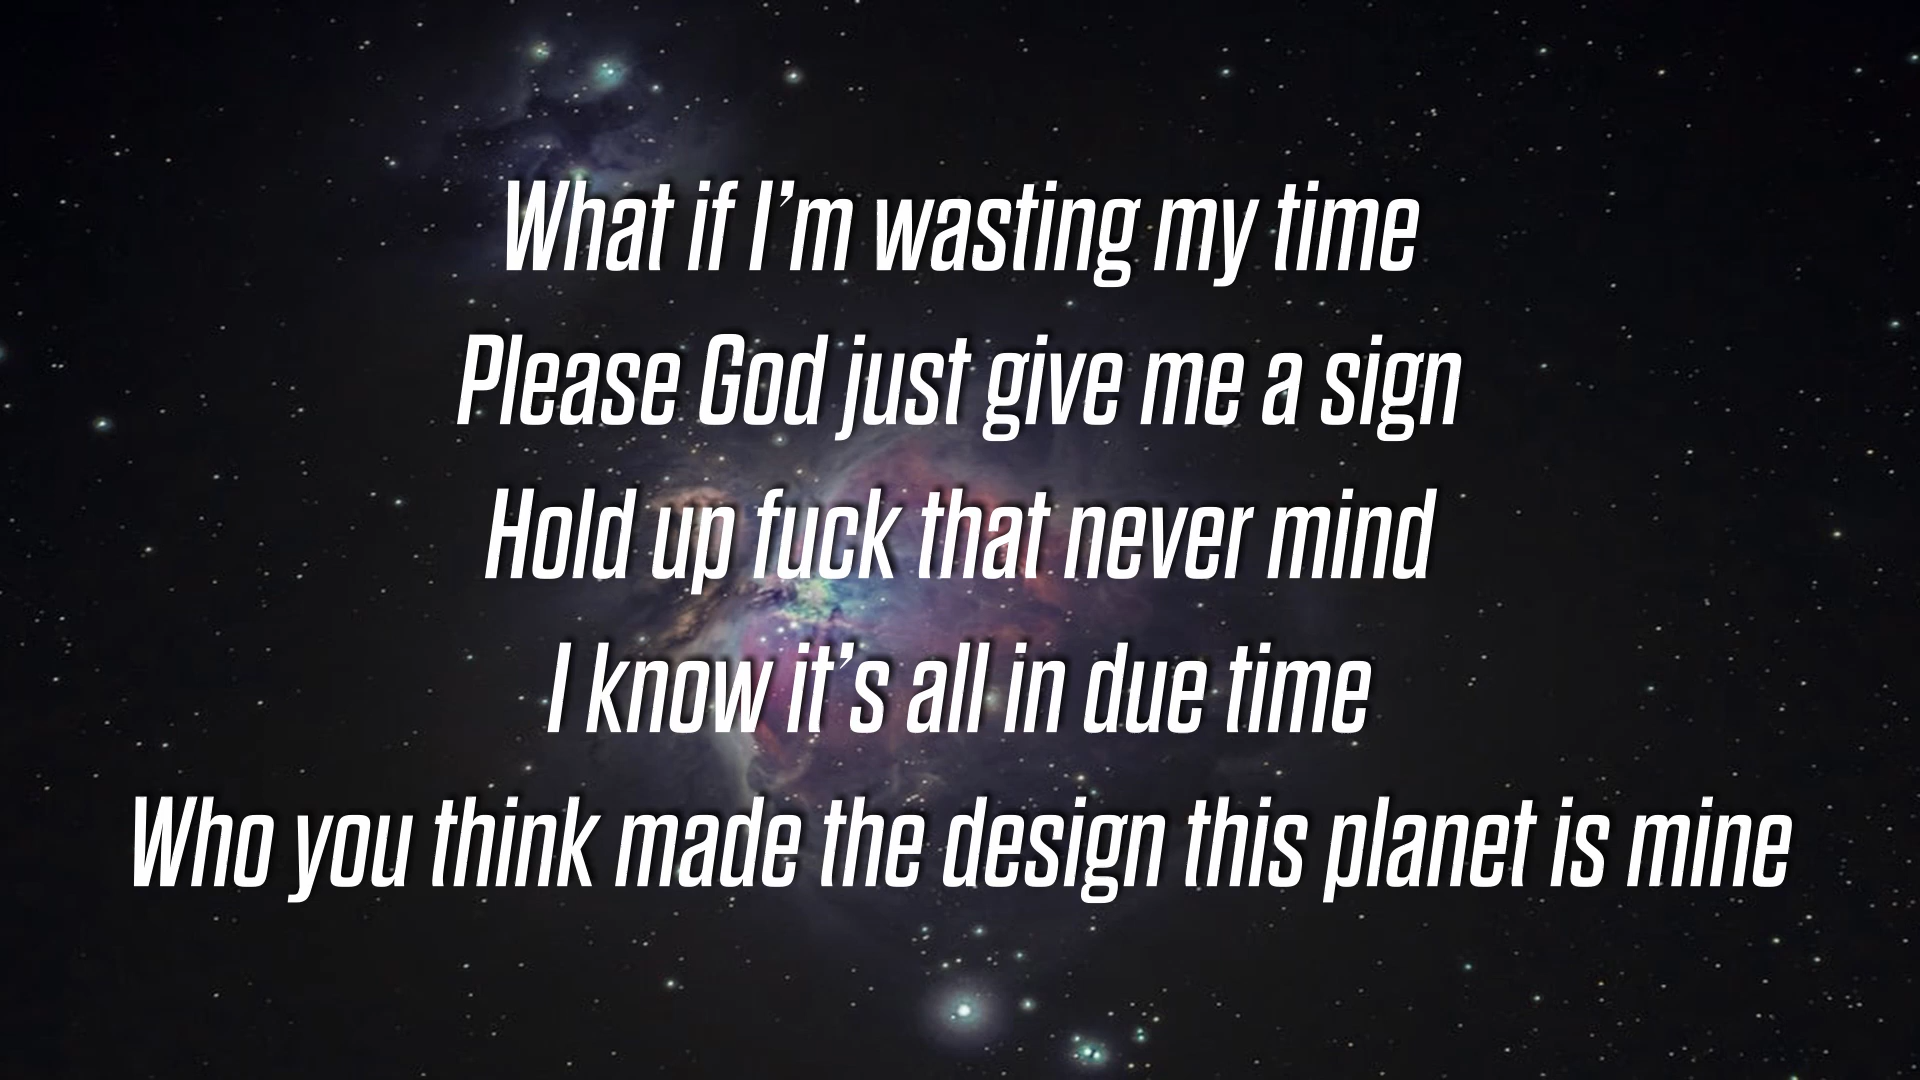 What if I’m wasting my time
Please God just give me a sign
Hold up fuck that never mind
I know it’s all in due time
Who you think made the design this planet is mine